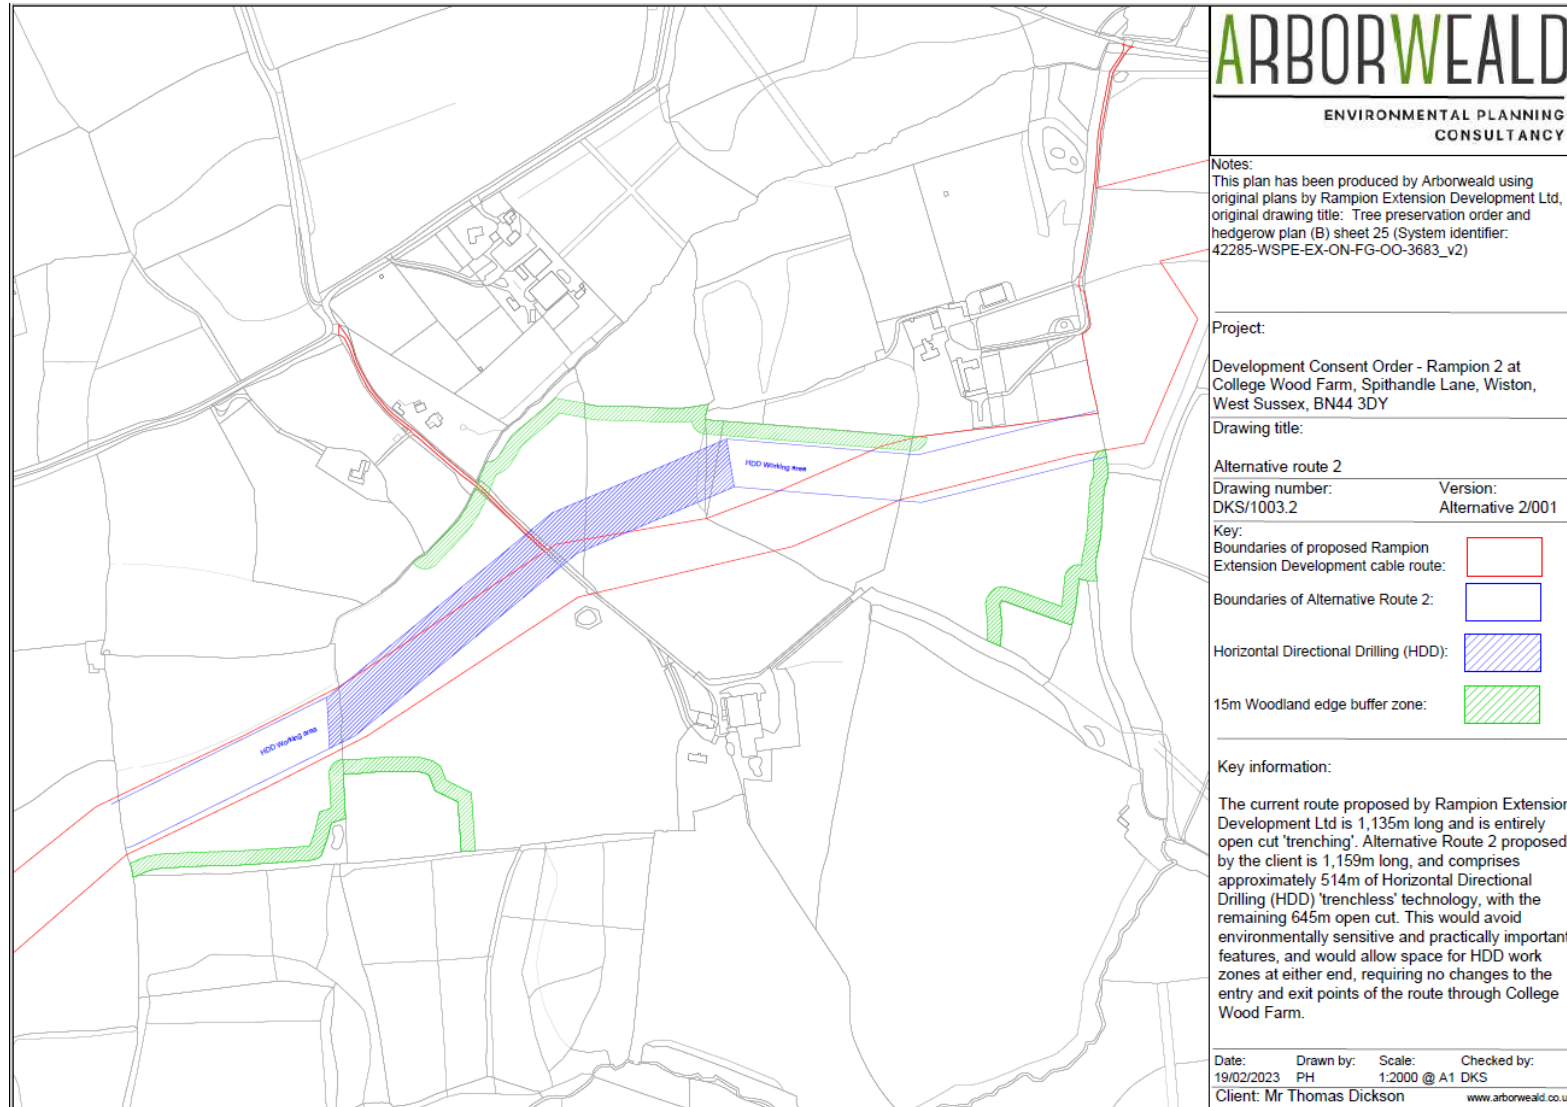 ARBORWEALD
ENVIRONMENTAL PLANNING
CONSULTANCY
Notes:
This plan has been produced by Arborweald using
original plans by Rampion Extension Development Ltd,
original drawing title: Tree preservation order and
hedgerow plan (B) sheet 25 (System identifier:
42285-WSPE-EX-ON-FG-OO-3683_v2)
Project:
Development Consent Order - Rampion 2 at
College Wood Farm, Spithandle Lane, Wiston,
West Sussex, BN44 3DY
Drawing title:
Alternative route 2
Drawing number: Version:
DKS/1003.2 Alternative 2/001
Key:
Boundaries of proposed Rampion
Extension Development cable route:
Boundaries of Alternative Route 2:
Horizontal Directional Drilling (HDD):
15m Woodland edge buffer zone:
Key information:
The current route proposed by Rampion Extension
Development Ltd is 1,135m long and is entirely
open cut 'trenching'. Alternative Route 2 proposed
by the client is 1,159m long, and comprises
approximately 514m of Horizontal Directional
Drilling (HDD) 'trenchless' technology, with the
remaining 645m open cut. This would avoid
environmentally sensitive and practically important
features, and would allow space for HDD work
zones at either end, requiring no changes to the
entry and exit points of the route through College
Wood Farm.
Date: Drawn by: Scale: Checked by:
19/02/2023 PH 1:2000 @ A1 DKS
Client: Mr Thomas Dickson www.arborweald.co.u
HDD Working area
HDD Working area